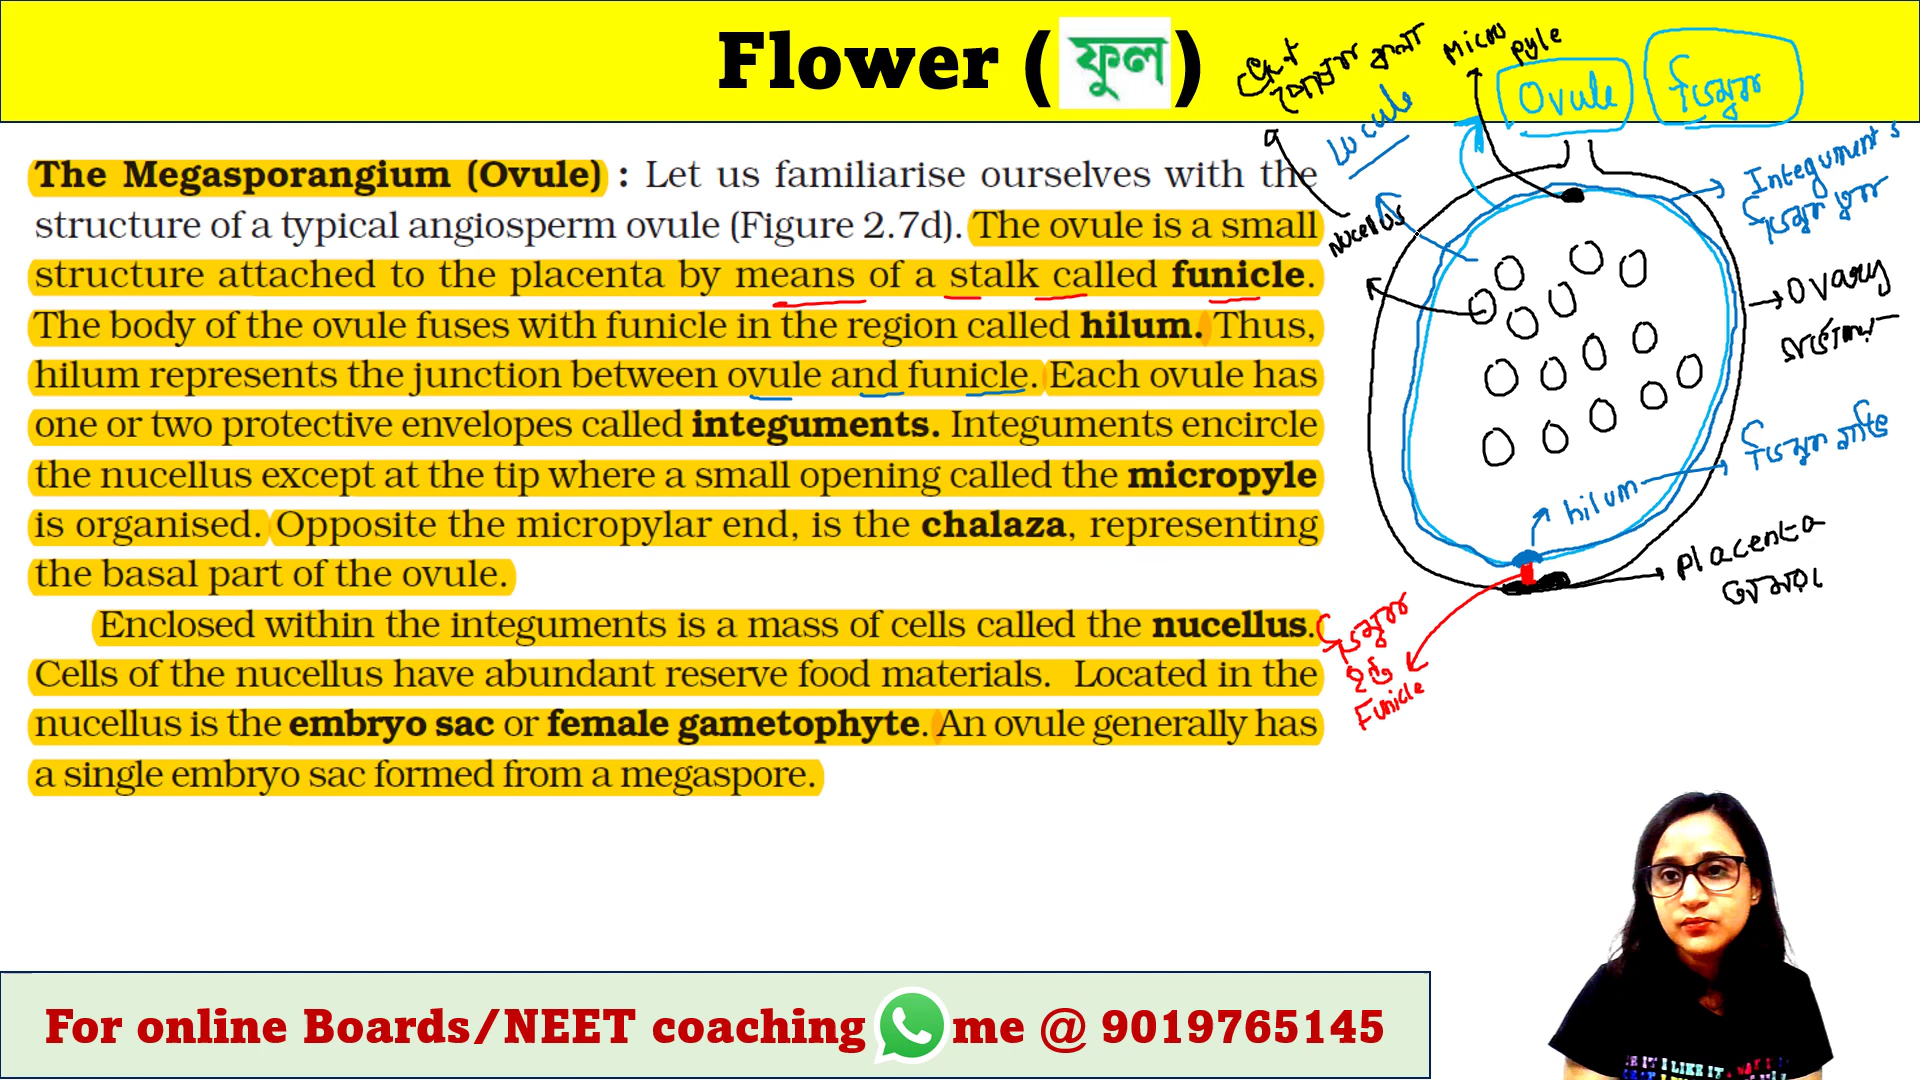 Flower ( ফুল )
The Megasporangium (Ovule) : Let us familiarise ourselves with the
structure of a typical angiosperm ovule (Figure 2.7d). The ovule is a small
structure attached to the placenta by means of a stalk called funicle.
The body of the ovule fuses with funicle in the region called hilum. Thus,
hilum represents the junction between ovule and funicle. Each ovule has
one or two protective envelopes called integuments. Integuments encircle
the nucellus except at the tip where a small opening called the micropyle
is organised. Opposite the micropylar end, is the chalaza, representing
the basal part of the ovule.
Enclosed within the integuments is a mass of cells called the nucellus.
Cells of the nucellus have abundant reserve food materials. Located in the
nucellus is the embryo sac or female gametophyte. An ovule generally has
a single embryo sac formed from a megaspore.
Micro
pyle
Ovule
Locule
Integuments
Nucellus
Ovary
hilum
placenta
Funicle
For online Boards/NEET coaching me @ 9019765145